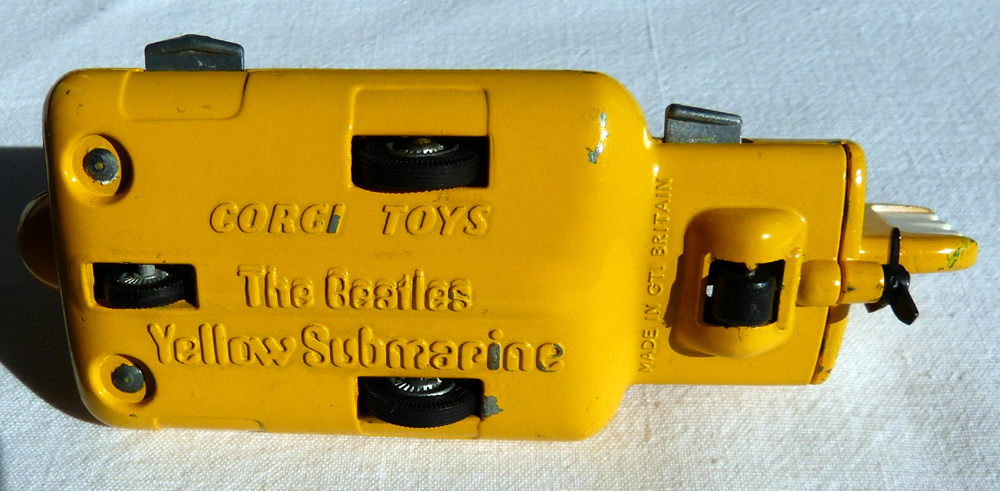 CORGI TOYS
The Beatles
Yellow Submarine
MADE IN GT. BRITAIN